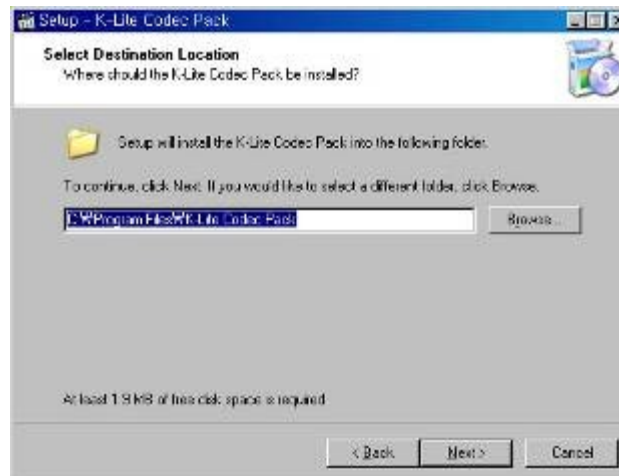 Setup - K-Lite Codec Pack
Select Destination Location
Where should the K-Lite Codec Pack be installed?
Setup will install the K-Lite Codec Pack into the following folder.
To continue, click Next. If you would like to select a different folder, click Browse.
C:₩Program Files₩K-Lite Codec Pack
Browse...
At least 1.9 MB of free disk space is required
< Back
Next >
Cancel